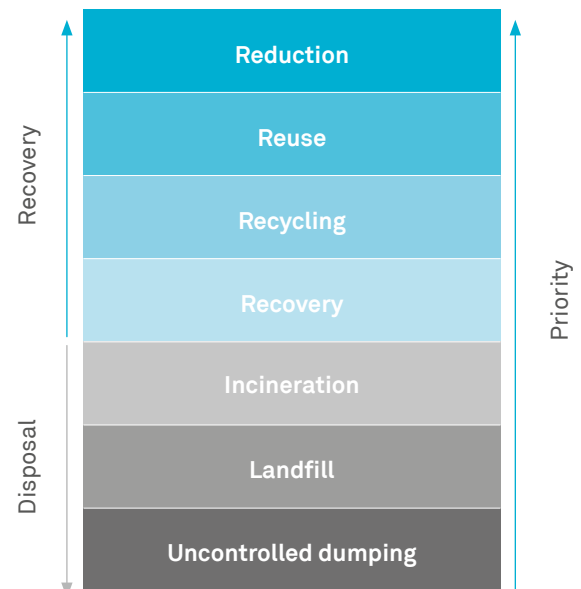 Reduction
Reuse
Recycling
Recovery
Incineration
Landfill
Uncontrolled dumping
Recovery
Disposal
Priority